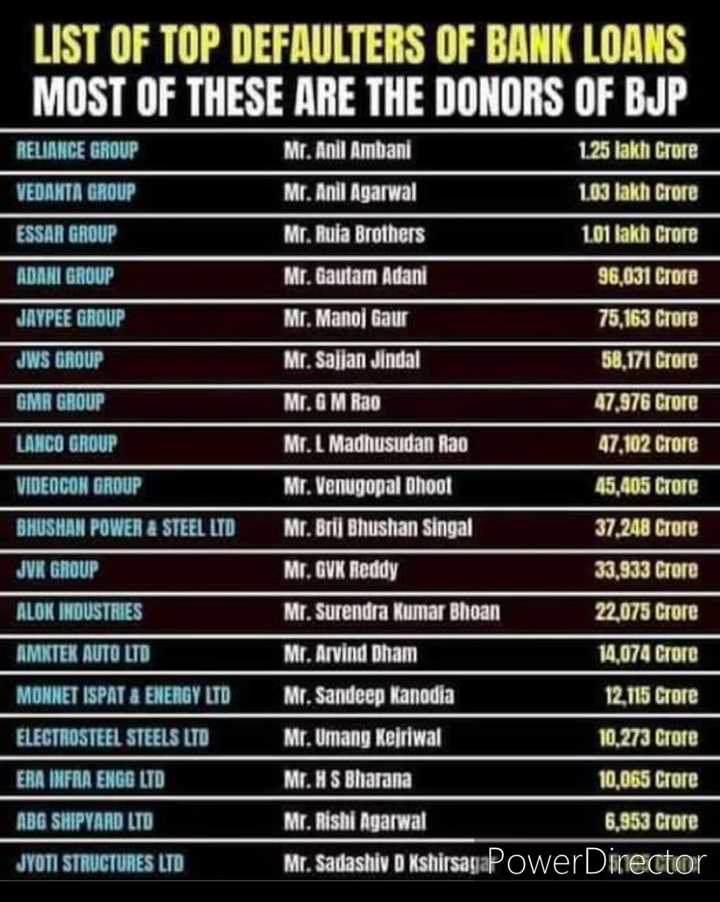 LIST OF TOP DEFAULTERS OF BANK LOANS
MOST OF THESE ARE THE DONORS OF BJP
RELIANCE GROUP Mr. Anil Ambani 1.25 lakh Crore
VEDANTA GROUP Mr. Anil Agarwal 1.03 lakh Crore
ESSAR GROUP Mr. Ruia Brothers 1.01 lakh Crore
ADANI GROUP Mr. Gautam Adani 96,031 Crore
JAYPEE GROUP Mr. Manoj Gaur 75,163 Crore
JWS GROUP Mr. Sajjan Jindal 58,171 Crore
GMR GROUP Mr. G M Rao 47,976 Crore
LANCO GROUP Mr. L Madhusudan Rao 47,102 Crore
VIDEOCON GROUP Mr. Venugopal Dhoot 45,405 Crore
BHUSHAN POWER & STEEL LTD Mr. Brij Bhushan Singal 37,248 Crore
JVK GROUP Mr. GVK Reddy 33,933 Crore
ALOK INDUSTRIES Mr. Surendra Kumar Bhoan 22,075 Crore
AMKTEK AUTO LTD Mr. Arvind Dham 14,074 Crore
MONNET ISPAT & ENERGY LTD Mr. Sandeep Kanodia 12,115 Crore
ELECTROSTEEL STEELS LTD Mr. Umang Kejriwal 10,273 Crore
ERA INFRA ENGG LTD Mr. H S Bharana 10,065 Crore
ABG SHIPYARD LTD Mr. Rishi Agarwal 6,953 Crore
JYOTI STRUCTURES LTD Mr. Sadashiv D Crore
PowerDirector